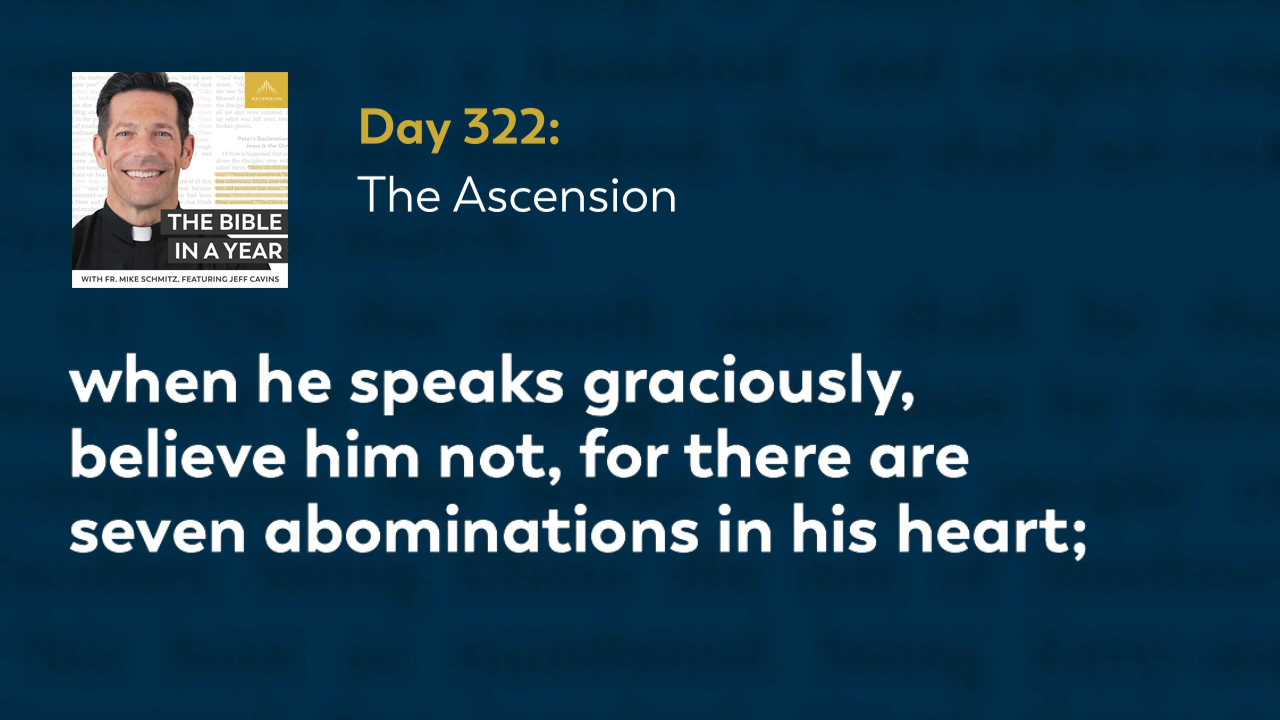 ASCENSION
THE BIBLE
IN A YEAR
WITH FR. MIKE SCHMITZ, FEATURING JEFF CAVINS
Day 322:
The Ascension
when he speaks graciously,
believe him not, for there are
seven abominations in his heart;